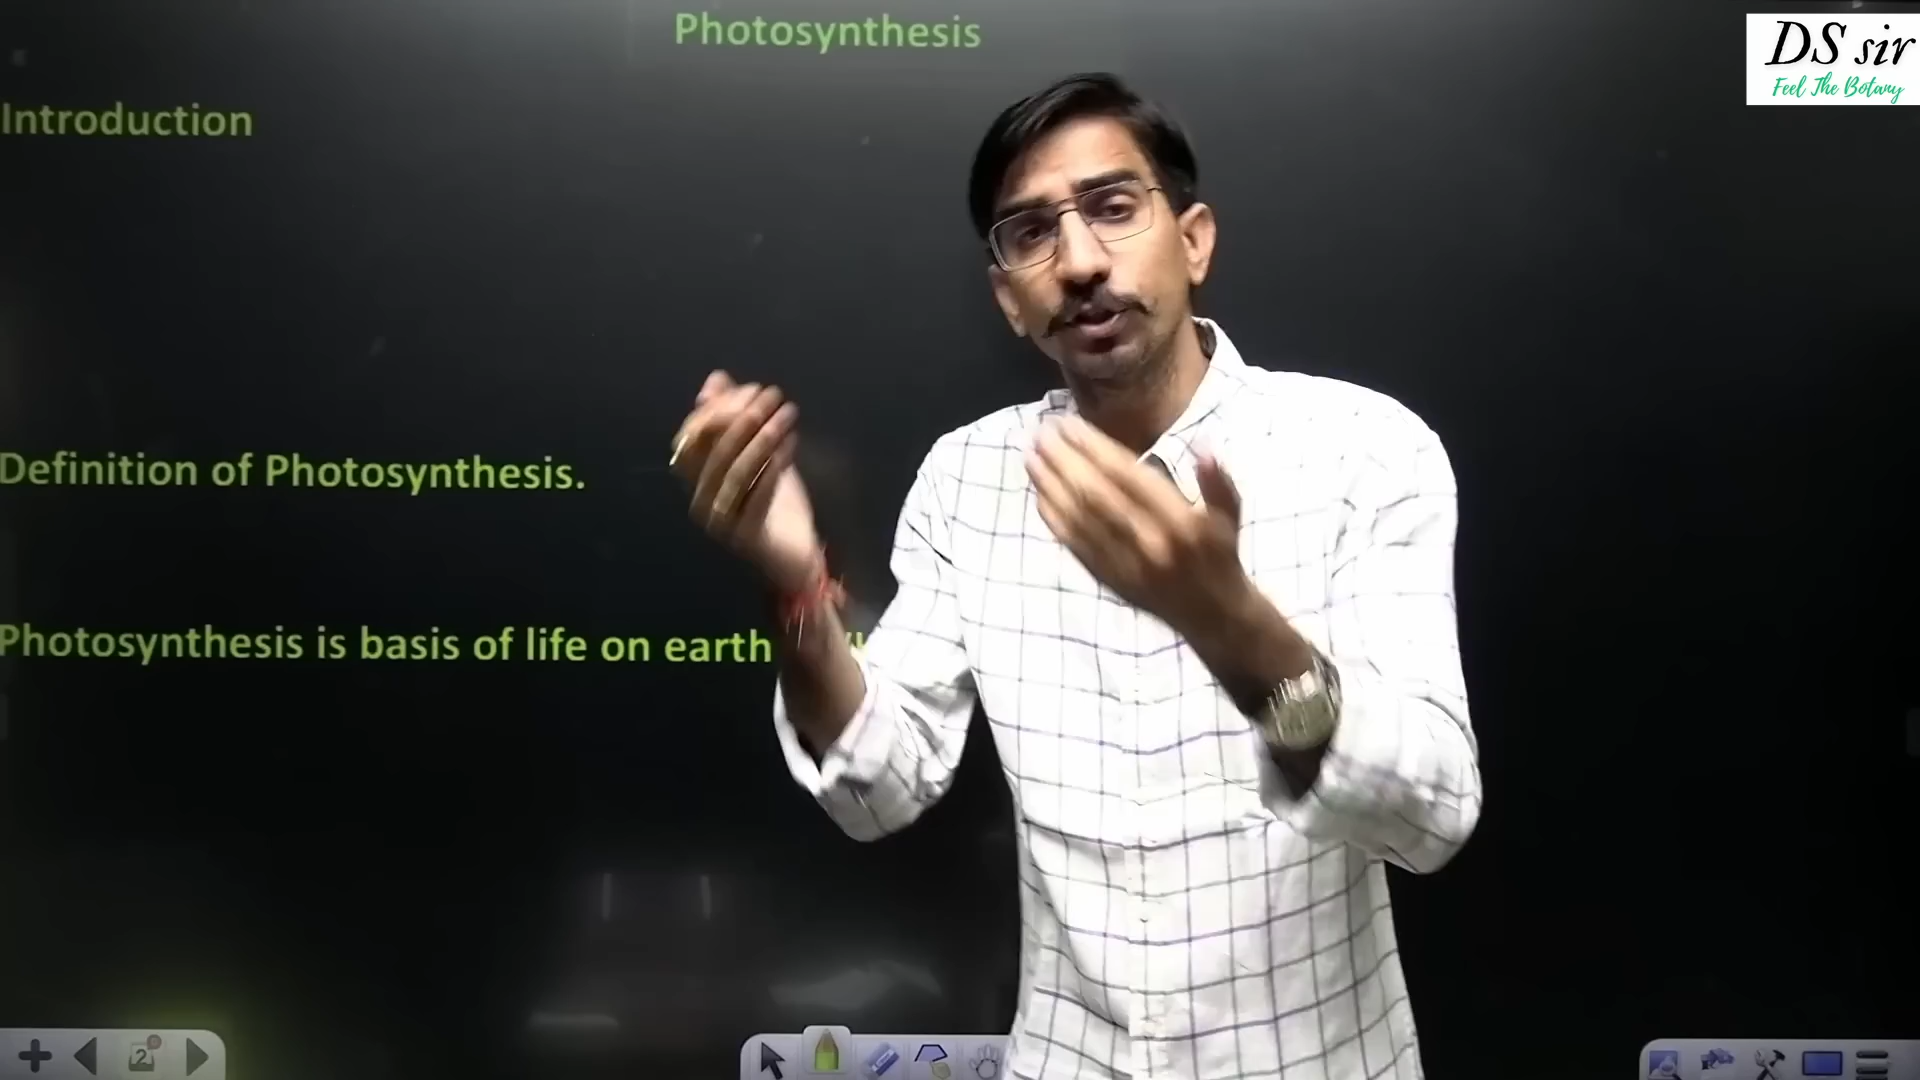 Photosynthesis
DS sir
Feel The Botany
Introduction
Definition of Photosynthesis.
Photosynthesis is basis of life on earth
2